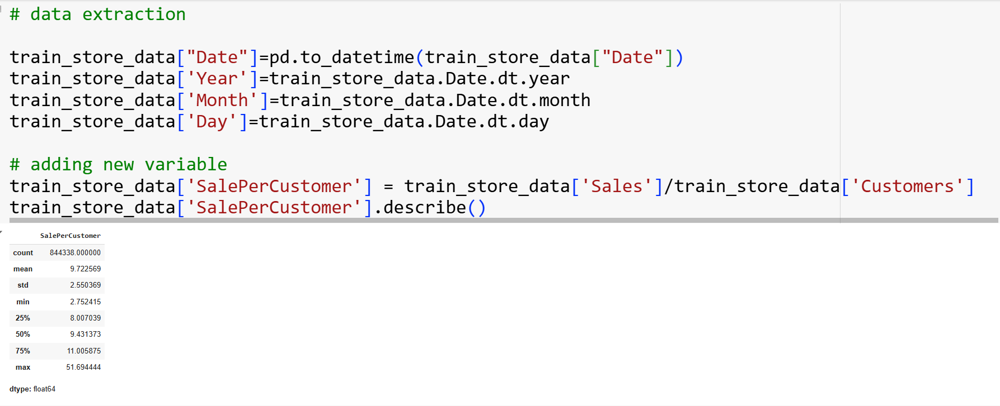 # data extraction
train_store_data["Date"]=pd.to_datetime(train_store_data["Date"])
train_store_data['Year']=train_store_data.Date.dt.year
train_store_data['Month']=train_store_data.Date.dt.month
train_store_data['Day']=train_store_data.Date.dt.day
# adding new variable
train_store_data['SalePerCustomer'] = train_store_data['Sales']/train_store_data['Customers']
train_store_data['SalePerCustomer'].describe()
SalePerCustomer
count 844338.000000
mean 9.722569
std 2.550369
min 2.752415
25% 8.007039
50% 9.431373
75% 11.005875
max 51.694444
dtype: float64